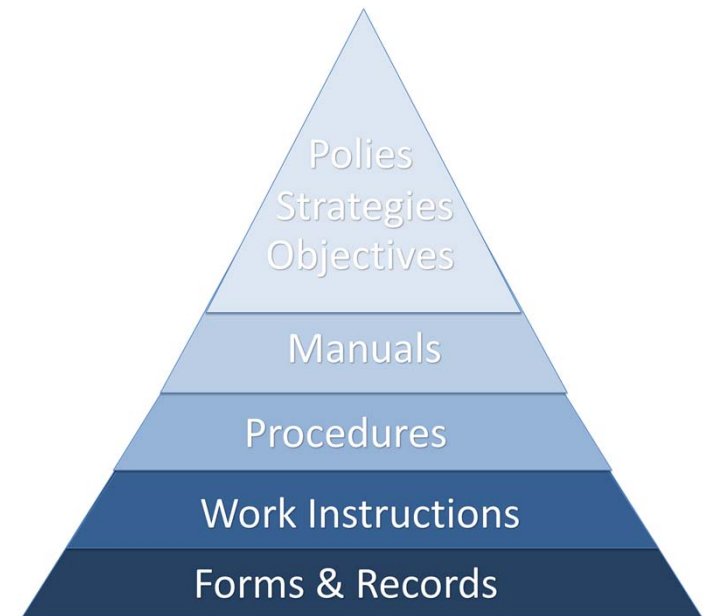 Polies
Strategies
Objectives
Manuals
Procedures
Work Instructions
Forms & Records